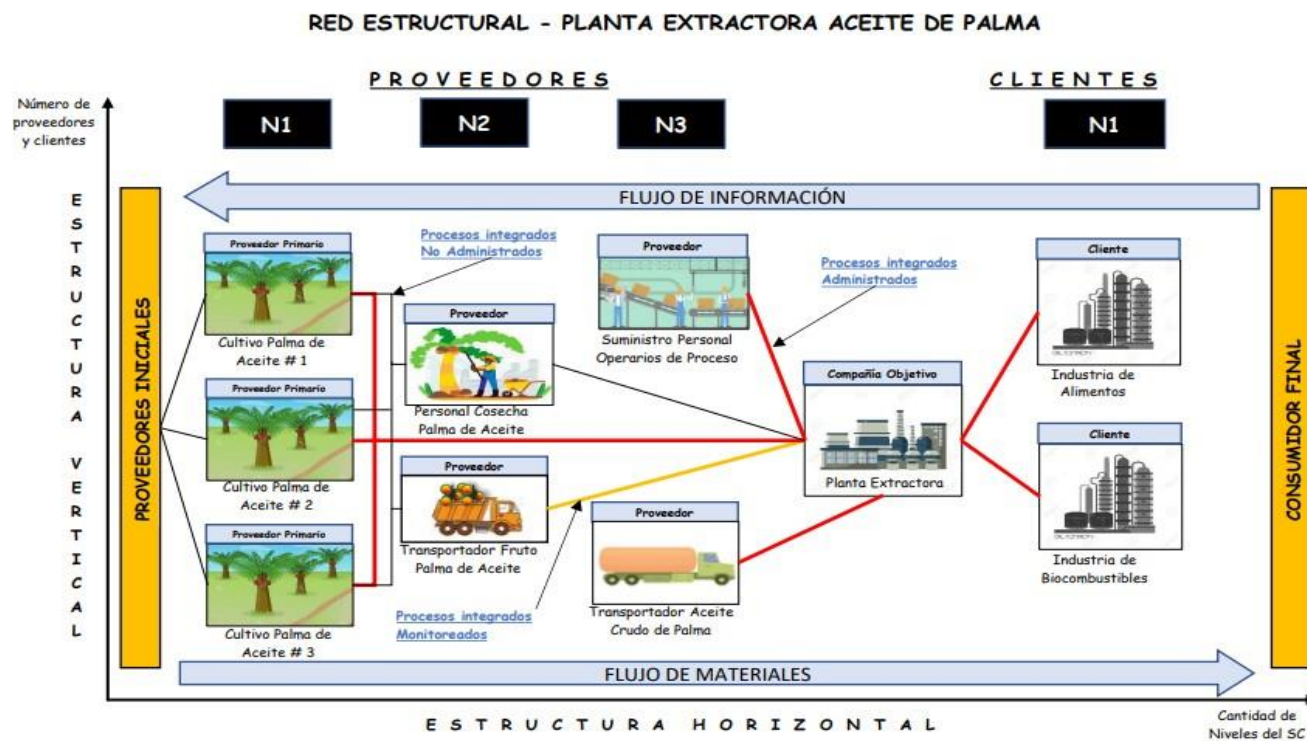 RED ESTRUCTURAL - PLANTA EXTRACTORA ACEITE DE PALMA
PROVEEDORES
CLIENTES
Número de
proveedores
y clientes
N1
N2
N3
N1
FLUJO DE INFORMACIÓN
ESTRUCTURA VERTICAL
PROVEEDORES INICIALES
CONSUMIDOR FINAL
Proveedor Primario
Cultivo Palma de
Aceite # 1
Proveedor Primario
Cultivo Palma de
Aceite # 2
Proveedor Primario
Cultivo Palma de
Aceite # 3
Procesos integrados
No Administrados
Proveedor
Personal Cosecha
Palma de Aceite
Proveedor
Transportador Fruto
Palma de Aceite
Procesos integrados
Monitoreados
Proveedor
Suministro Personal
Operarios de Proceso
Proveedor
Transportador Aceite
Crudo de Palma
Procesos integrados
Administrados
Compañía Objetivo
Planta Extractora
Cliente
Industria de
Alimentos
Cliente
Industria de
Biocombustibles
FLUJO DE MATERIALES
ESTRUCTURA HORIZONTAL
Cantidad de
Niveles del SC